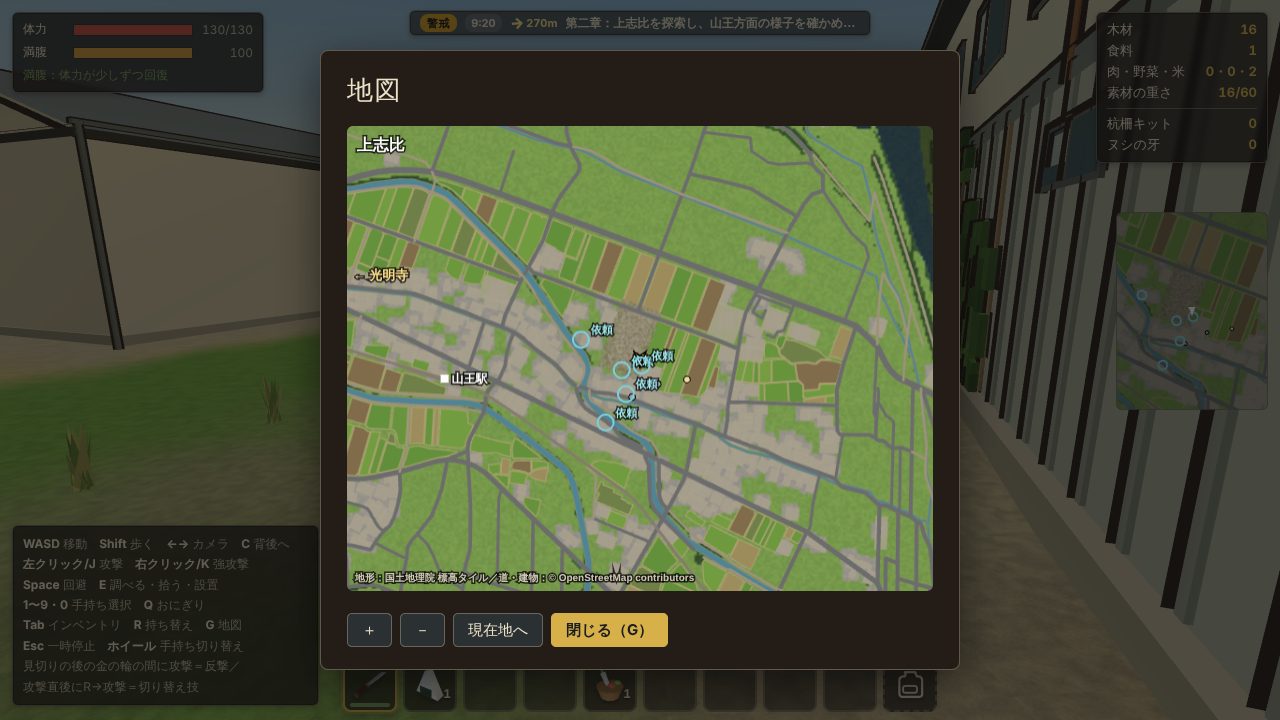 体力 130/130
満腹 100
満腹：体力が少しずつ回復
警戒 9:20 →270m 第二章：上志比を探索し、山王方面の様子を確かめ…
木材 16
食料 1
肉・野菜・米 0・0・2
素材の重さ 16/60
杭柵キット 0
ヌシの牙 0
地図
上志比
←光明寺
依頼
依頼
依頼
依頼
依頼
山王駅
地形：国土地理院 標高タイル／道・建物：© OpenStreetMap contributors
＋ − 現在地へ 閉じる（G）
WASD 移動 Shift 歩く ←→ カメラ C 背後へ
左クリック/J 攻撃 右クリック/K 強攻撃
Space 回避 E 調べる・拾う・設置
1〜9・0 手持ち選択 Q おにぎり
Tab インベントリ R 持ち替え G 地図
Esc 一時停止 ホイール 手持ち切り替え
見切りの後の金の輪の間に攻撃＝反撃／
攻撃直後にR→攻撃＝切り替え技
1
1